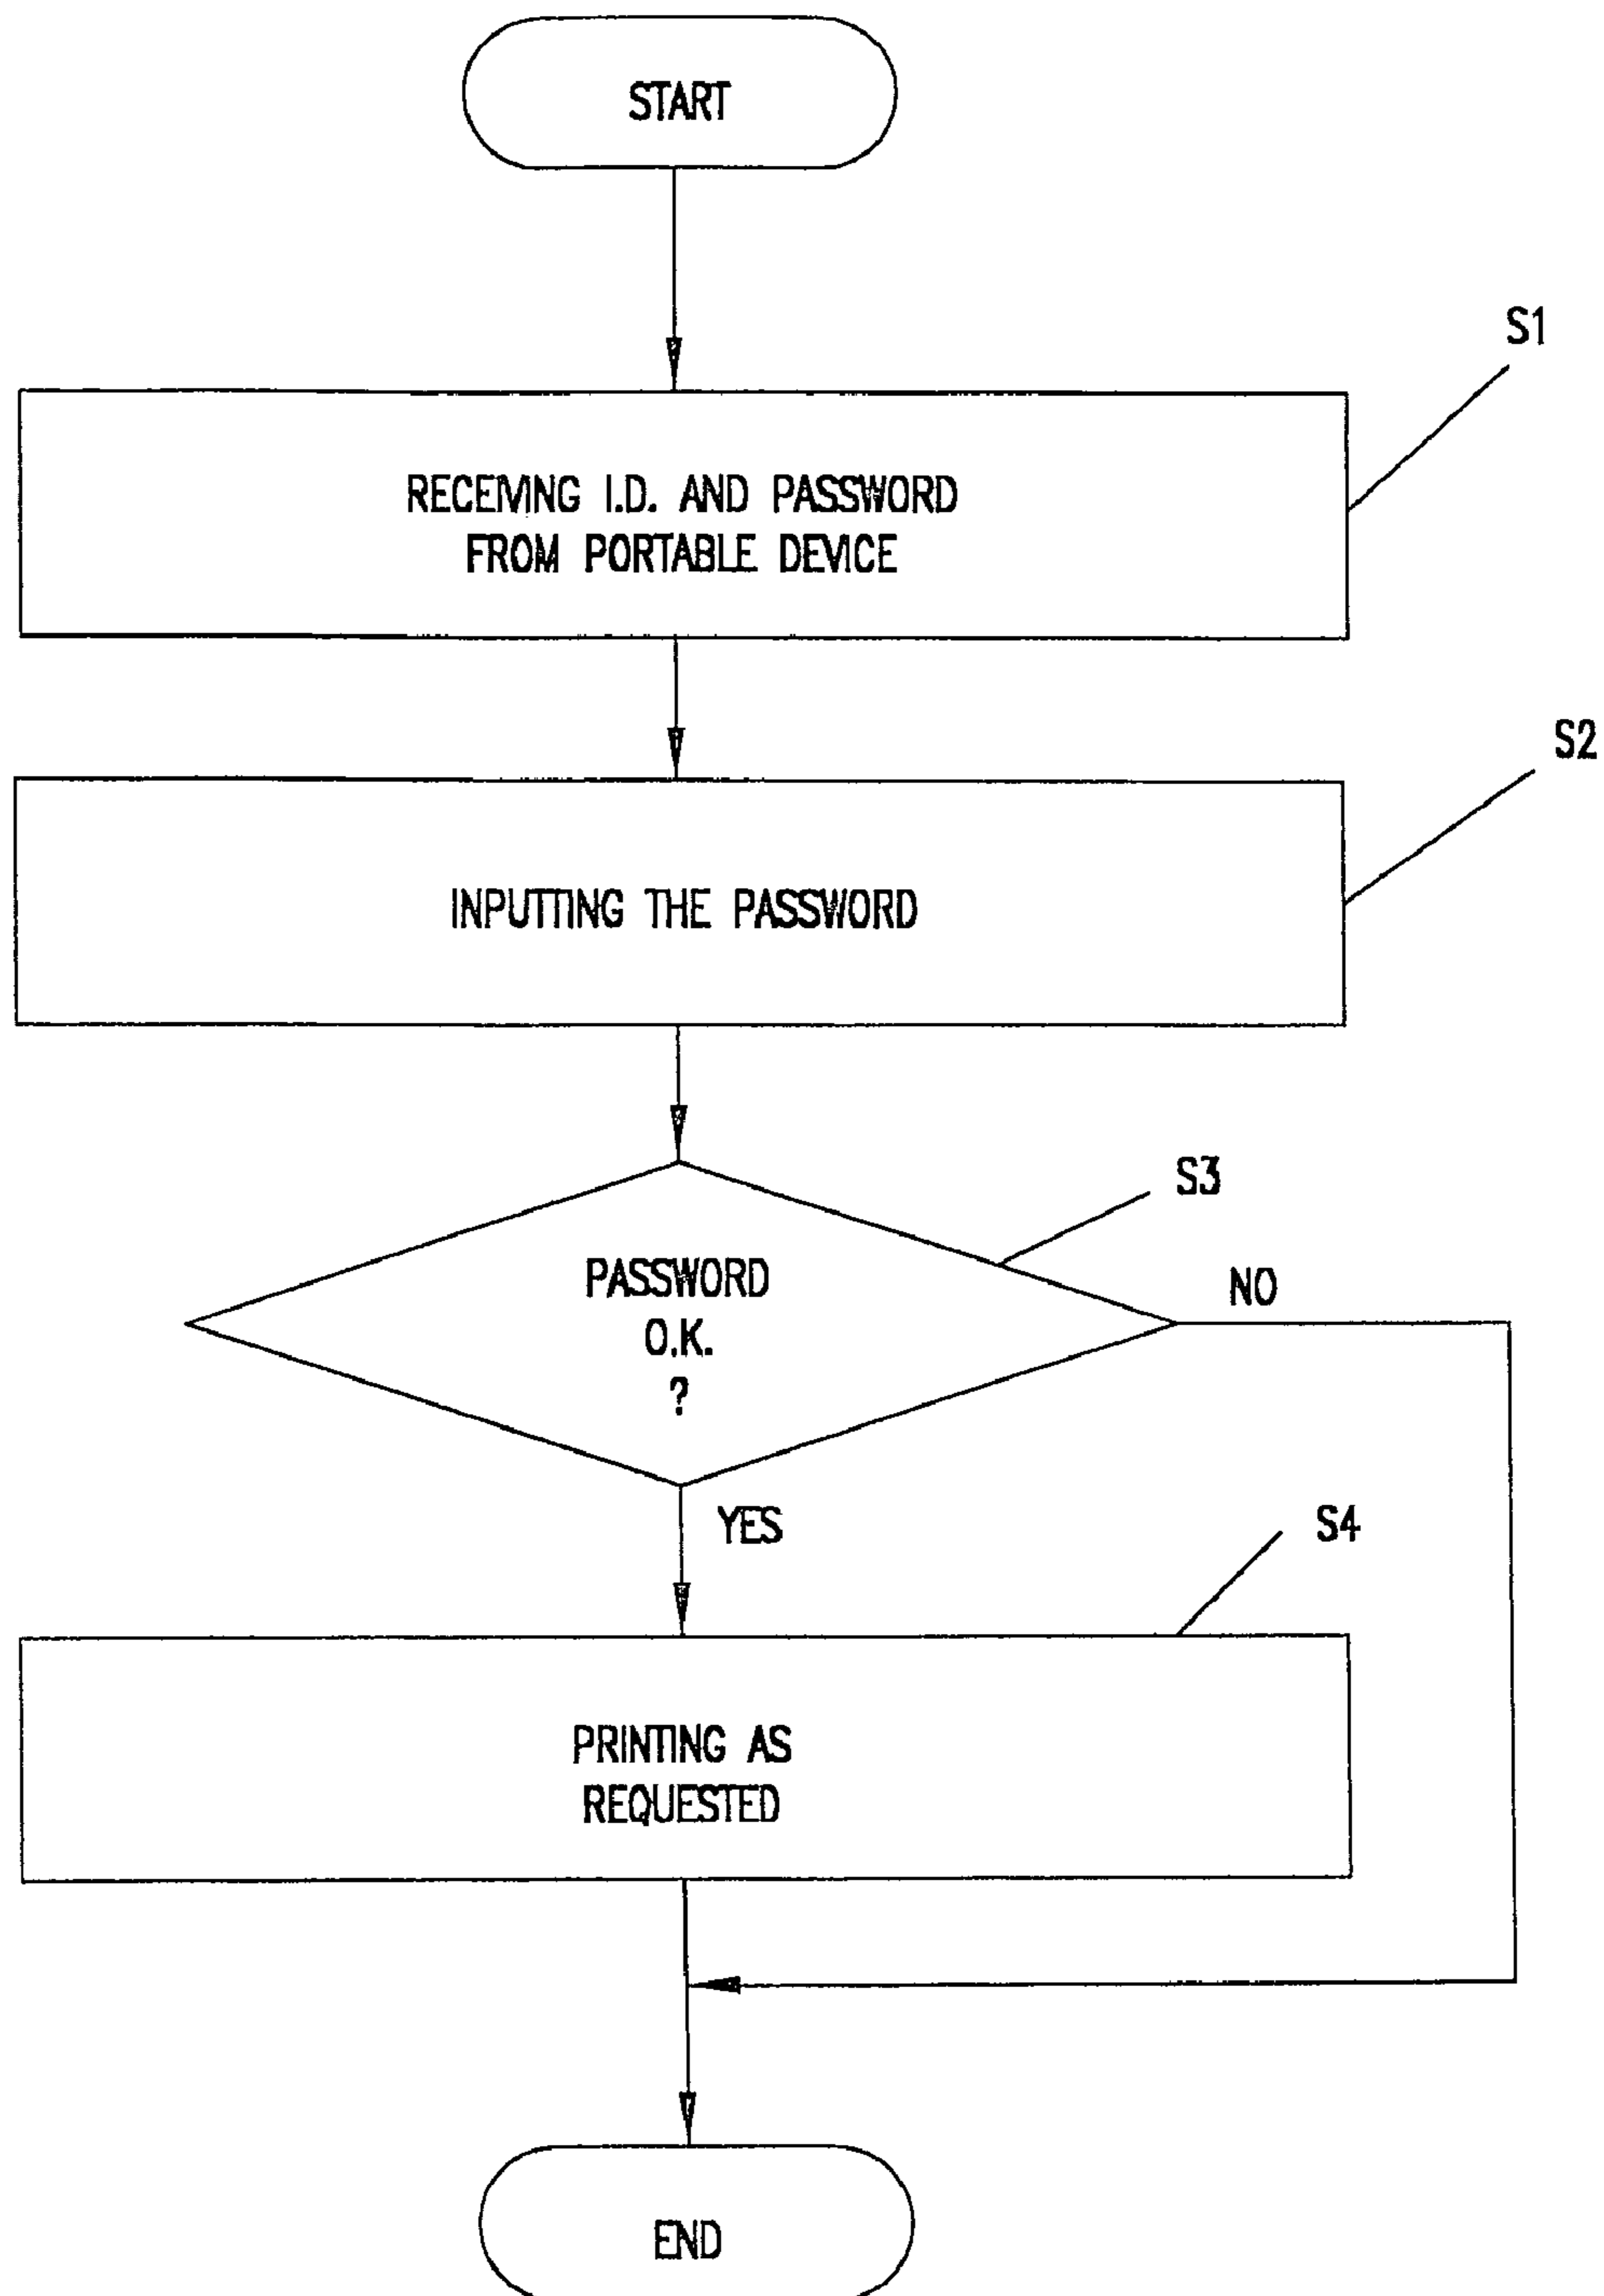 START
S1
RECEIVING I.D. AND PASSWORD
FROM PORTABLE DEVICE
S2
INPUTTING THE PASSWORD
S3
PASSWORD
O.K.
?
NO
YES
S4
PRINTING AS
REQUESTED
END